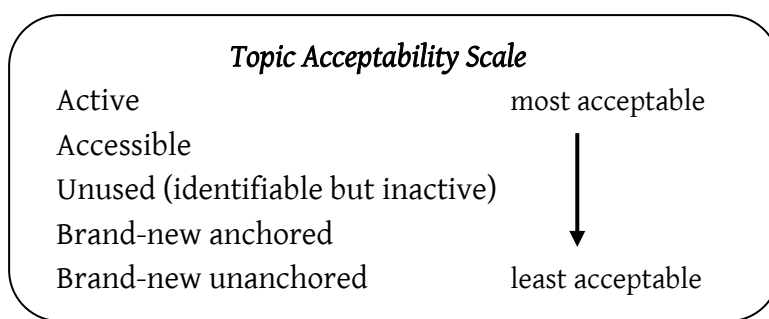 Topic Acceptability Scale
Active most acceptable
Accessible
Unused (identifiable but inactive)
Brand-new anchored
Brand-new unanchored least acceptable